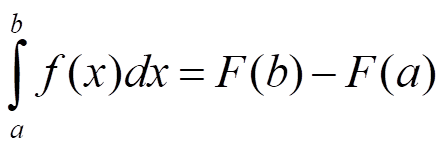 ∫ₐᵇ f(x)dx = F(b) − F(a)